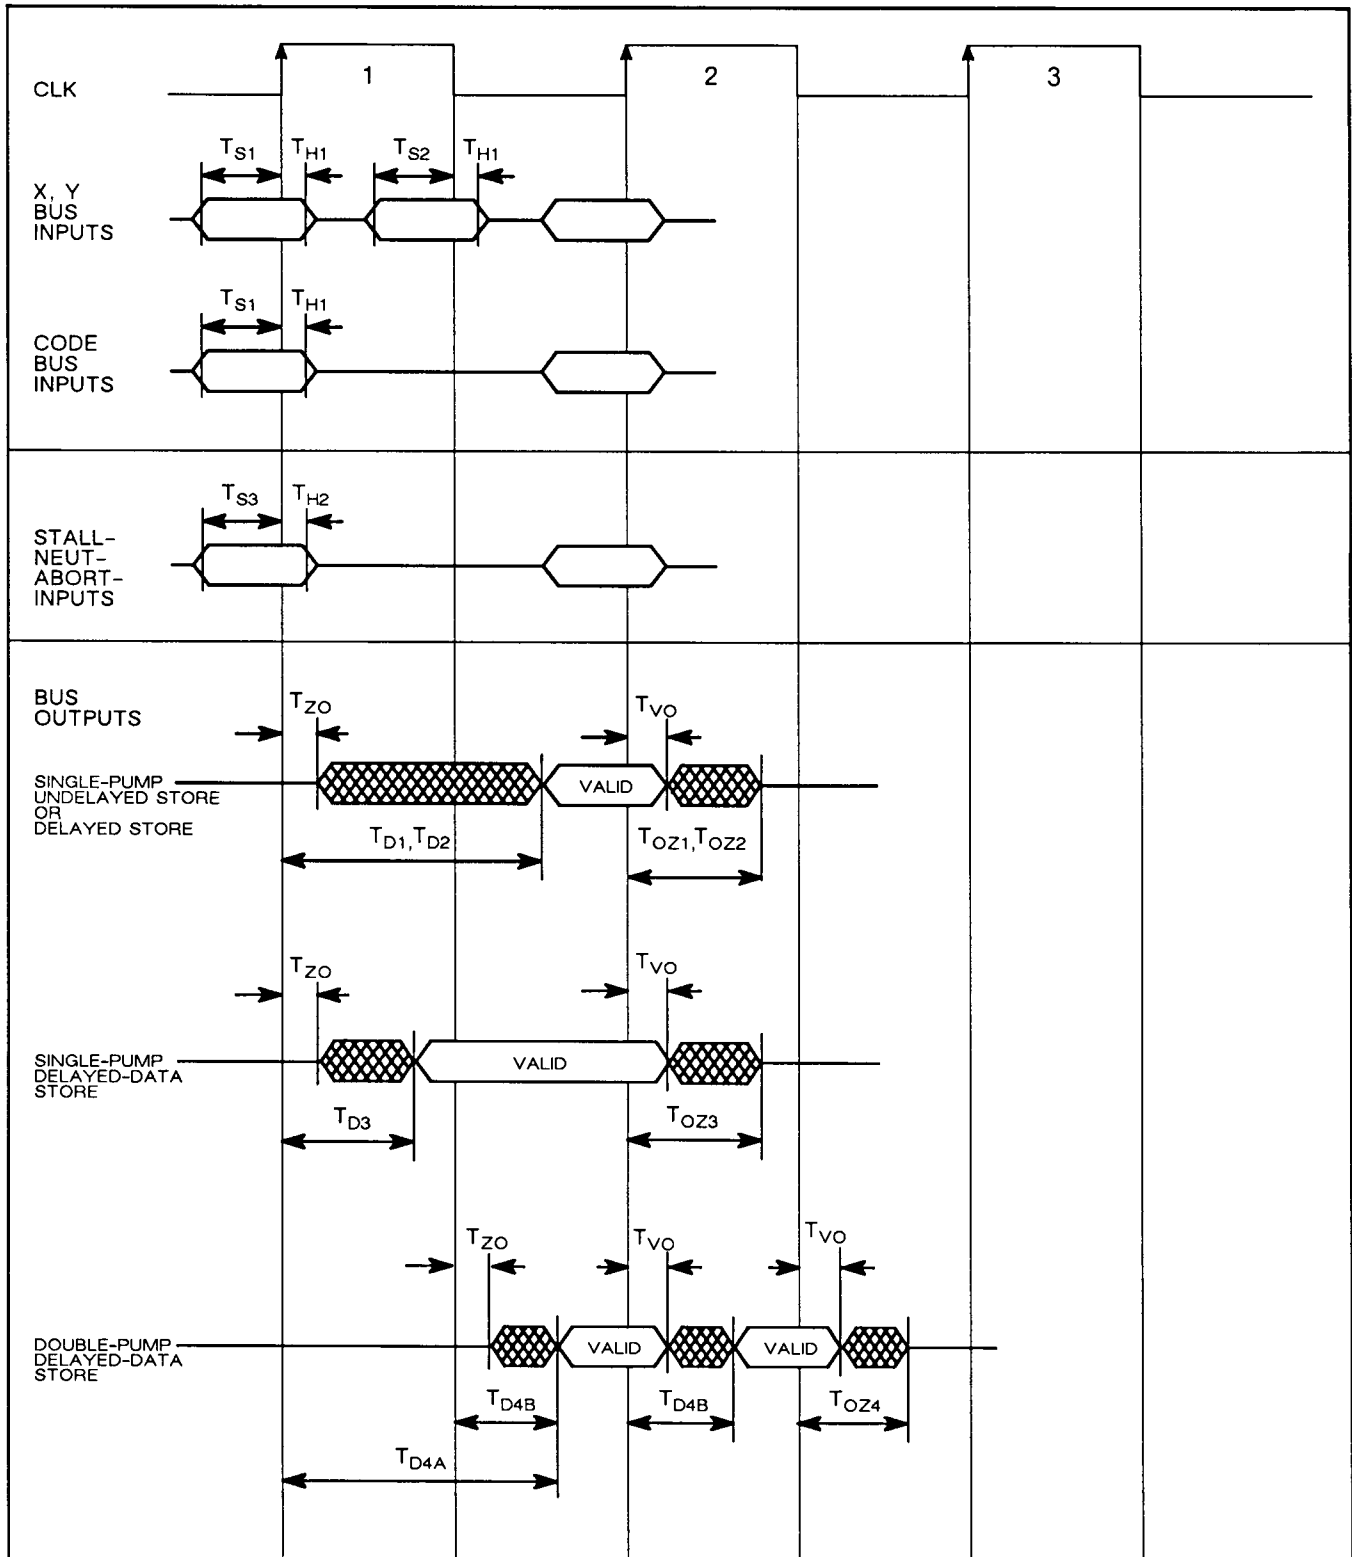 1
2
3
CLK
TS1
TH1
TS2
TH1
X, Y
BUS
INPUTS
TS1
TH1
CODE
BUS
INPUTS
TS3
TH2
STALL-
NEUT-
ABORT-
INPUTS
BUS
OUTPUTS
TZO
TVO
SINGLE-PUMP
UNDELAYED STORE
OR
DELAYED STORE
VALID
TD1,TD2
TOZ1,TOZ2
TZO
TVO
SINGLE-PUMP
DELAYED-DATA
STORE
VALID
TD3
TOZ3
TZO
TVO
TVO
DOUBLE-PUMP
DELAYED-DATA
STORE
VALID
VALID
TD4B
TD4B
TOZ4
TD4A